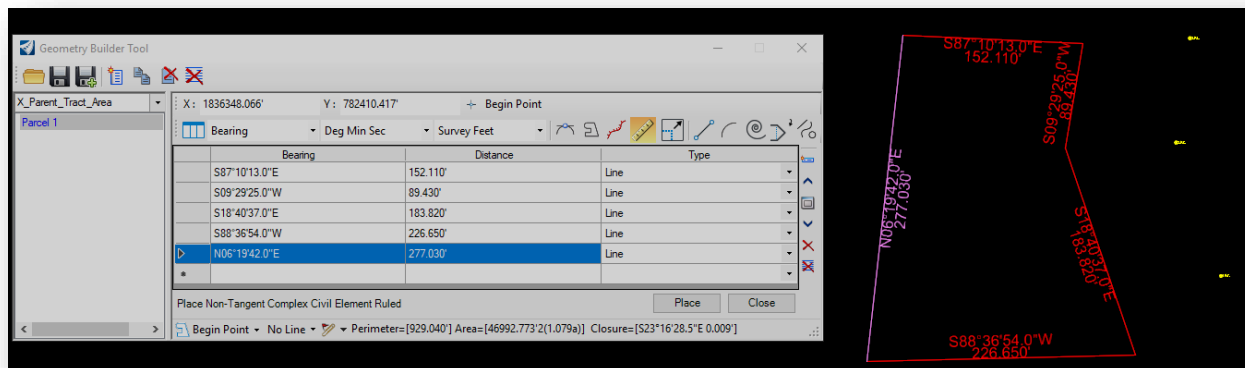 Geometry Builder Tool
X_Parent_Tract_Area
Parcel 1
X: 1836348.066' Y: 782410.417' Begin Point
Bearing Deg Min Sec Survey Feet
Bearing Distance Type
S87°10'13.0"E 152.110' Line
S09°29'25.0"W 89.430' Line
S18°40'37.0"E 183.820' Line
S88°36'54.0"W 226.650' Line
N06°19'42.0"E 277.030' Line
Place Non-Tangent Complex Civil Element Ruled Place Close
Begin Point No Line Perimeter=[929.040'] Area=[46992.773'2(1.079a)] Closure=[S23°16'28.5"E 0.009']
S87°10'13.0"E
152.110'
S09°29'25.0"W
89.430'
N06°19'42.0"E
277.030'
S18°40'37.0"E
183.820'
S88°36'54.0"W
226.650'